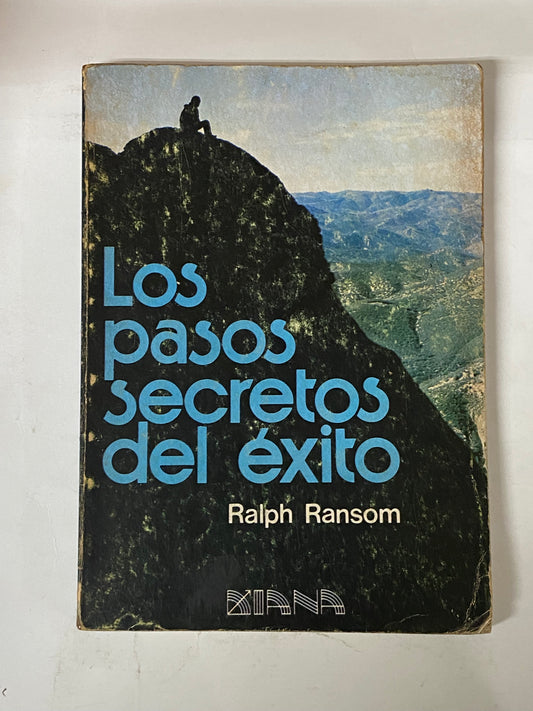 Los
pasos
secretos
del éxito
Ralph Ransom
DIANA